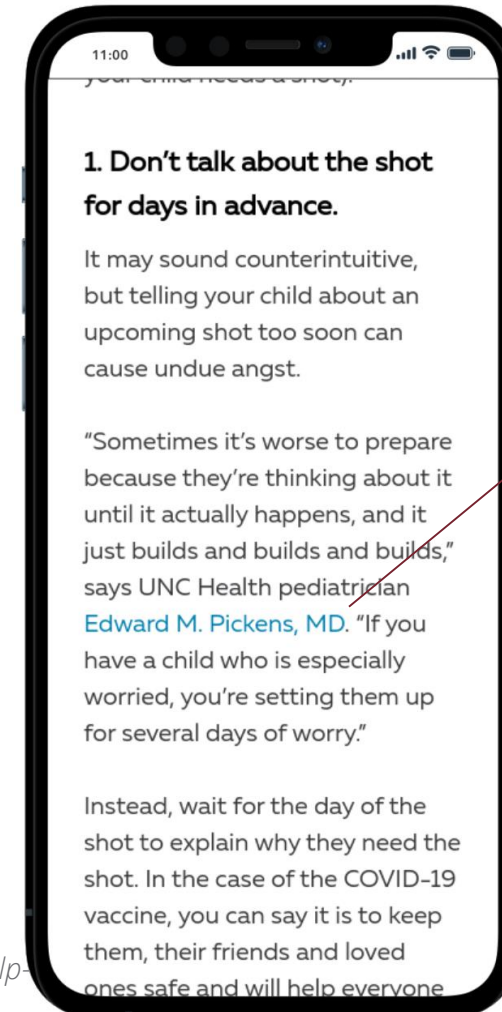 11:00
1. Don’t talk about the shot
for days in advance.
It may sound counterintuitive,
but telling your child about an
upcoming shot too soon can
cause undue angst.
“Sometimes it’s worse to prepare
because they’re thinking about it
until it actually happens, and it
just builds and builds and builds,”
says UNC Health pediatrician
Edward M. Pickens, MD. “If you
have a child who is especially
worried, you’re setting them up
for several days of worry.”
Instead, wait for the day of the
shot to explain why they need the
shot. In the case of the COVID-19
vaccine, you can say it is to keep
them, their friends and loved
ones safe and will help everyone
lp-